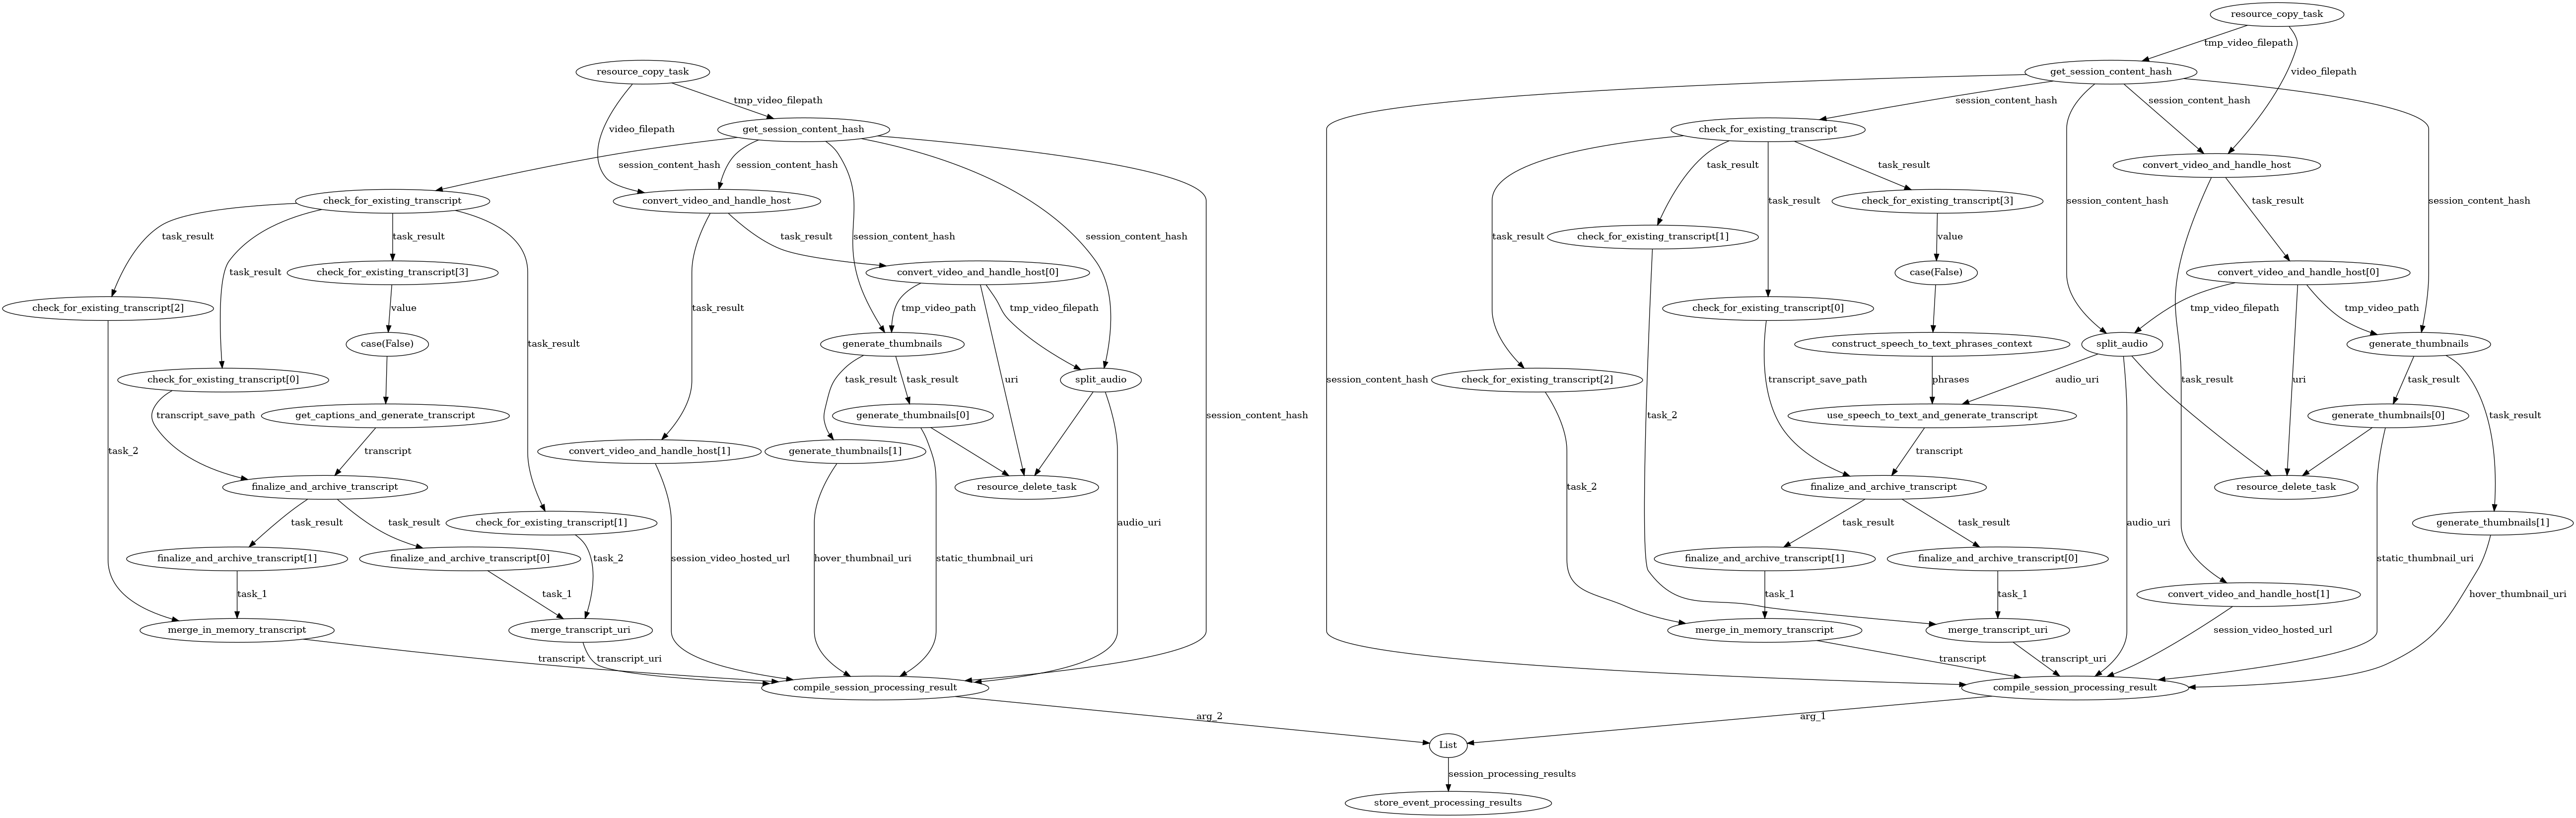 resource_copy_task
tmp_video_filepath
resource_copy_task
get_session_content_hash
video_filepath
tmp_video_filepath
session_content_hash
session_content_hash
video_filepath
get_session_content_hash
check_for_existing_transcript
session_content_hash
session_content_hash
task_result
task_result
convert_video_and_handle_host
check_for_existing_transcript
convert_video_and_handle_host
task_result
check_for_existing_transcript[3]
session_content_hash
task_result
session_content_hash
task_result
task_result
task_result
session_content_hash
session_content_hash
task_result
check_for_existing_transcript[1]
value
task_result
check_for_existing_transcript[3]
convert_video_and_handle_host[0]
case(False)
convert_video_and_handle_host[0]
check_for_existing_transcript[2]
value
task_result
tmp_video_path
tmp_video_filepath
check_for_existing_transcript[0]
tmp_video_filepath
tmp_video_path
case(False)
task_result
generate_thumbnails
construct_speech_to_text_phrases_context
split_audio
generate_thumbnails
check_for_existing_transcript[0]
task_result
task_result
uri
split_audio
session_content_hash
check_for_existing_transcript[2]
transcript_save_path
phrases
audio_uri
task_result
uri
task_result
transcript_save_path
get_captions_and_generate_transcript
generate_thumbnails[0]
session_content_hash
task_2
use_speech_to_text_and_generate_transcript
generate_thumbnails[0]
task_result
task_2
transcript
convert_video_and_handle_host[1]
generate_thumbnails[1]
transcript
finalize_and_archive_transcript
resource_delete_task
task_2
finalize_and_archive_transcript
resource_delete_task
task_result
task_result
check_for_existing_transcript[1]
audio_uri
task_result
task_result
audio_uri
generate_thumbnails[1]
finalize_and_archive_transcript[1]
finalize_and_archive_transcript[0]
task_2
session_video_hosted_url
hover_thumbnail_uri
static_thumbnail_uri
finalize_and_archive_transcript[1]
finalize_and_archive_transcript[0]
static_thumbnail_uri
task_1
task_1
task_1
task_1
convert_video_and_handle_host[1]
hover_thumbnail_uri
merge_in_memory_transcript
merge_transcript_uri
merge_in_memory_transcript
merge_transcript_uri
session_video_hosted_url
transcript
transcript_uri
transcript
transcript_uri
compile_session_processing_result
compile_session_processing_result
arg_2
arg_1
List
session_processing_results
store_event_processing_results